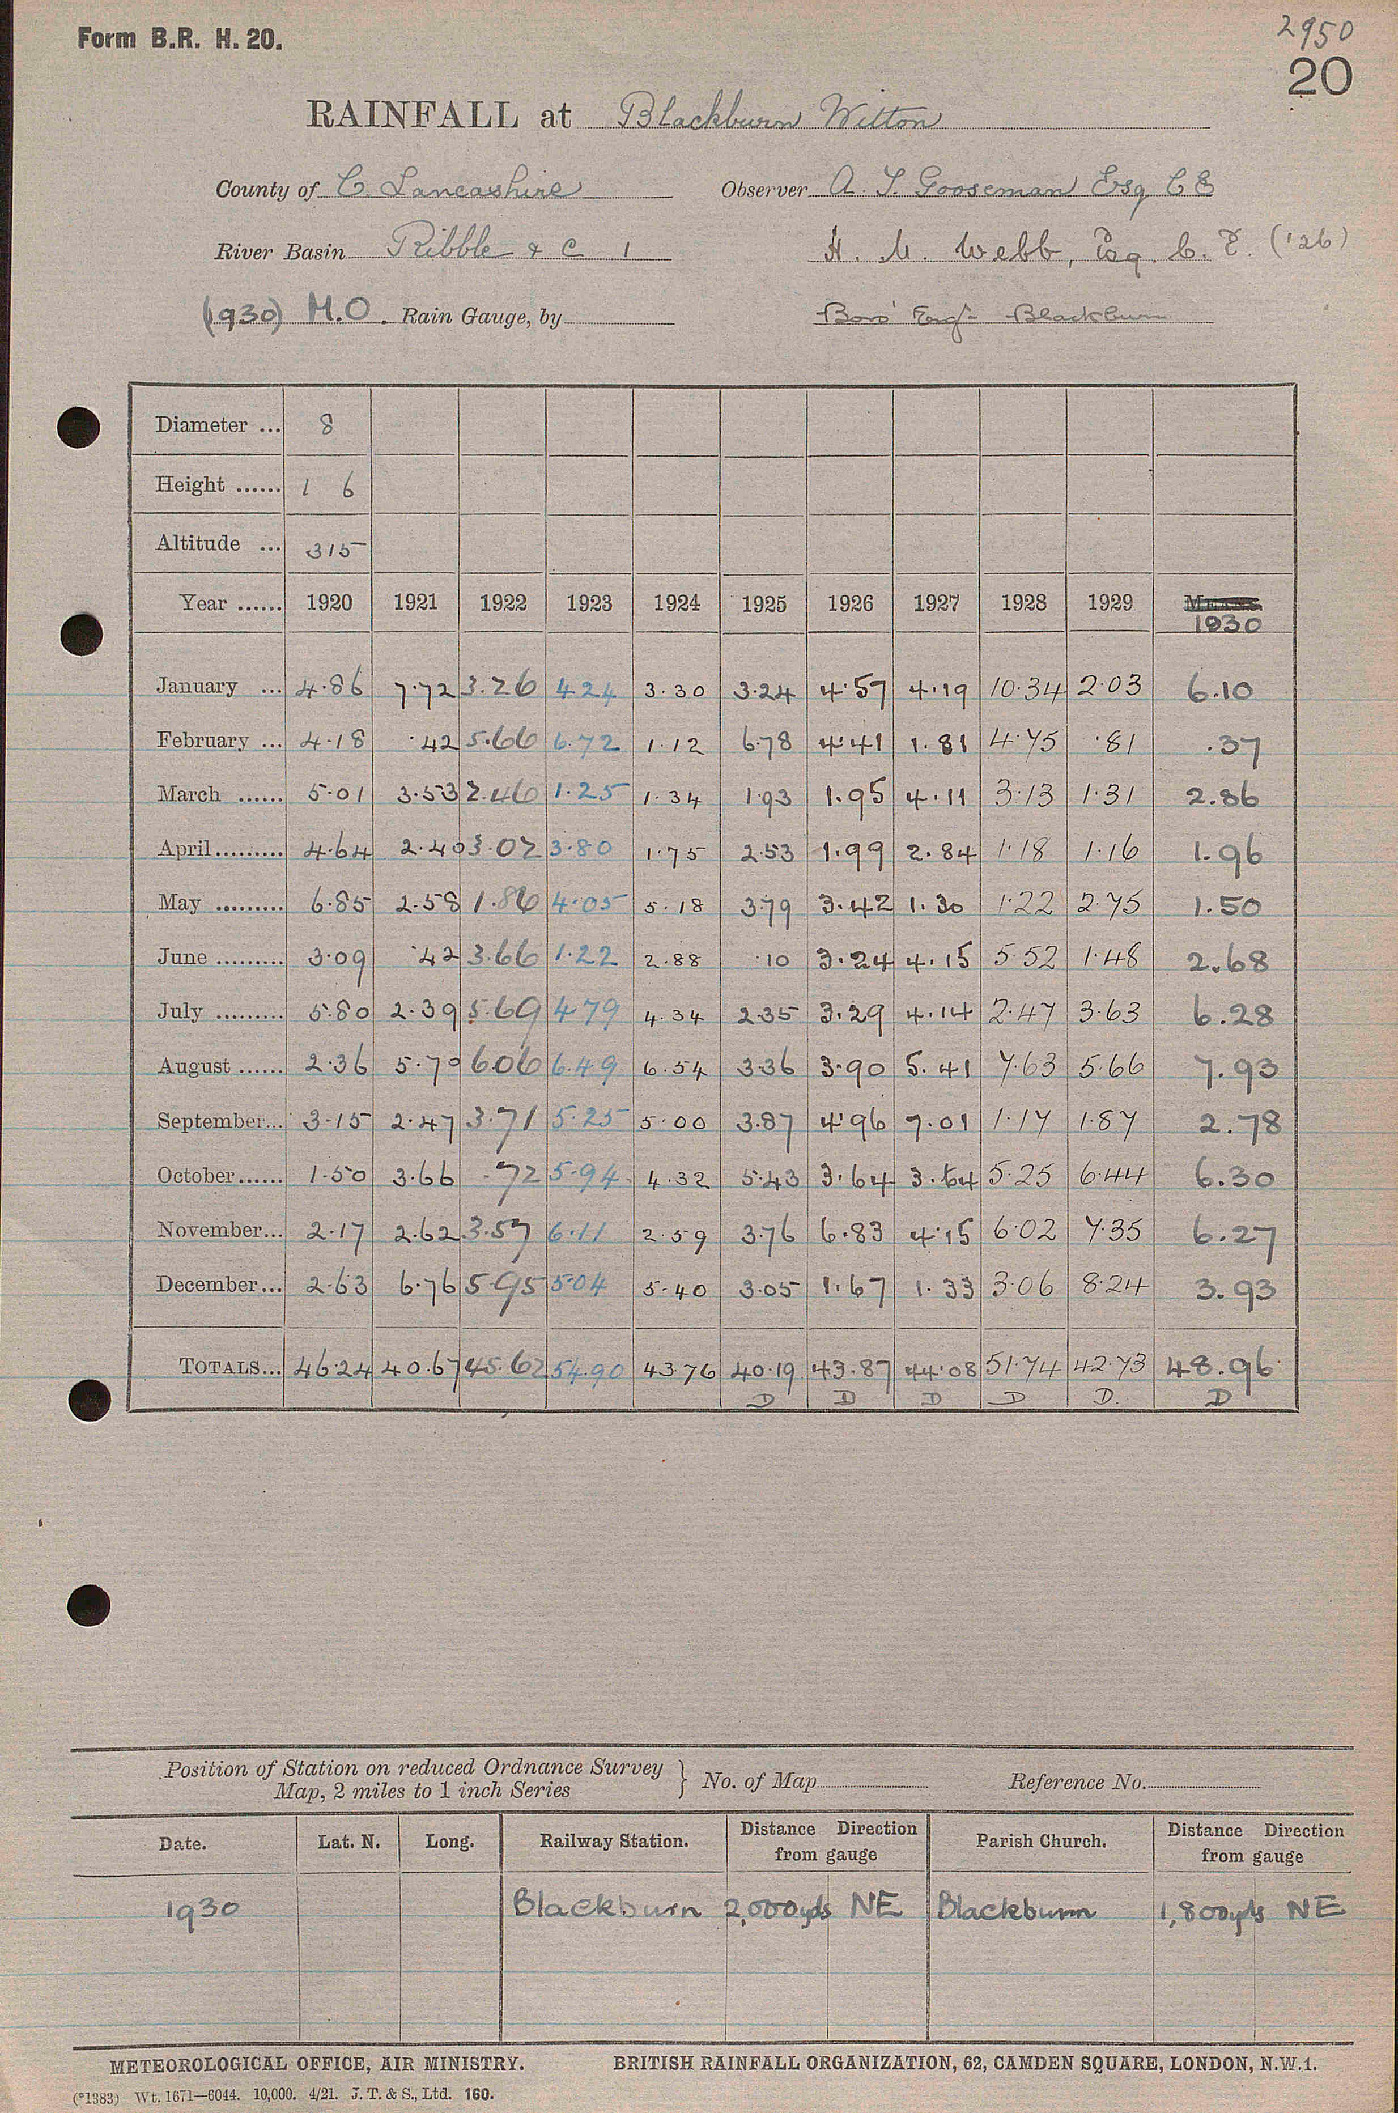 Form B.R. H. 20.
2950
20
RAINFALL at Blackburn Witton
County of C. Lancashire Observer A. T. Gooseman Esq C E
River Basin Ribble & C 1 H. M. Webb, Esq. C. E. ('26)
(1930) M.O. Rain Gauge, by Boro' Engr. Blackburn
Diameter ... 8
Height ...... 1 6
Altitude ... 315
Year ...... 1920 1921 1922 1923 1924 1925 1926 1927 1928 1929 1930
January ... 4·86 7·72 3.26 4.24 3.30 3.24 4·57 4·19 10·34 2·03 6.10
February ... 4·18 ·42 5.66 6.72 1.12 6.78 4·41 1.81 4·75 ·81 .37
March ...... 5·01 3.53 2.46 1.25 1.34 1.93 1.95 4.11 3·13 1·31 2.86
April......... 4.64 2.40 3.02 3.80 1.75 2.53 1.99 2.84 1·18 1·16 1.96
May ......... 6.85 2.58 1.86 4.05 5.18 3.79 3.42 1.30 1·22 2·75 1.50
June ......... 3·09 ·42 3.66 1.22 2.88 ·10 3.24 4.15 5·52 1·48 2.68
July ......... 5·80 2.39 5.69 4.79 4.34 2.35 3.29 4.14 2·47 3·63 6.28
August ...... 2·36 5.70 6.06 6.49 6.54 3.36 3.90 5.41 7·63 5·66 7.93
September... 3·15 2.47 3.71 5.25 5.00 3.87 4·96 7.01 1·17 1·87 2.78
October...... 1·50 3.66 .72 5.94 4.32 5.43 3.64 3.64 5·25 6·44 6.30
November... 2·17 2.62 3.57 6.11 2.59 3.76 6.83 4·15 6·02 7·35 6.27
December... 2·63 6.76 5.95 5.04 5.40 3.05 1.67 1.33 3·06 8·24 3.93
TOTALS... 46·24 40.67 45.62 54.90 43.76 40.19 43.87 44·08 51·74 42·73 48.96
D D D D D. D
Position of Station on reduced Ordnance Survey
Map, 2 miles to 1 inch Series } No. of Map Reference No.
Date. Lat. N. Long. Railway Station. Distance Direction from gauge Parish Church. Distance Direction from gauge
1930 Blackburn 2,000yds NE Blackburn 1,800yds NE
METEOROLOGICAL OFFICE, AIR MINISTRY. BRITISH RAINFALL ORGANIZATION, 62, CAMDEN SQUARE, LONDON, N.W.1.
(*1383) Wt. 1671—6044. 10,000. 4/21. J. T. & S., Ltd. 160.